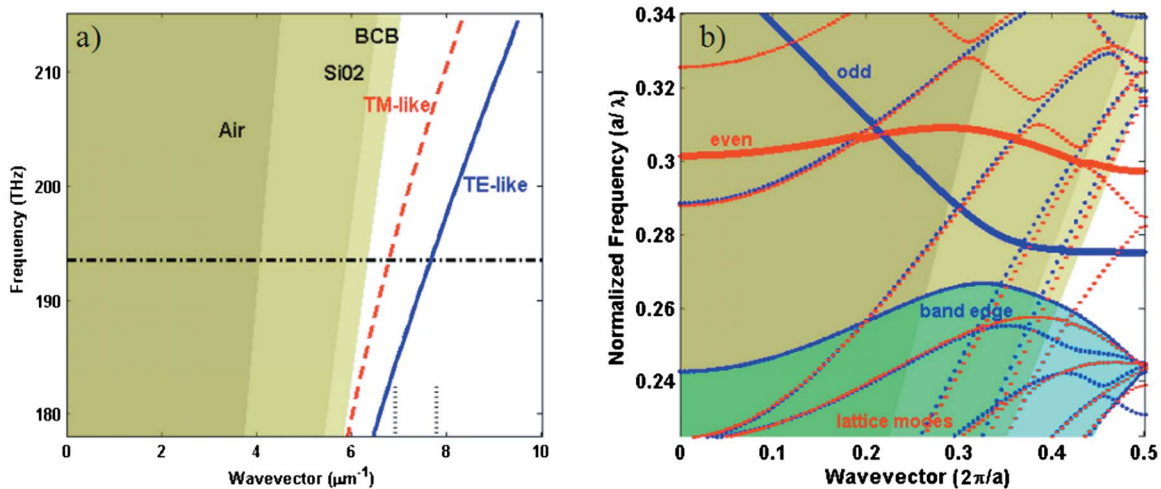 a)
BCB
Si02
TM-like
Air
TE-like
210
200
190
180
Frequency (THz)
0
2
4
6
8
10
Wavevector (μm⁻¹)
b)
odd
even
band edge
lattice modes
0.34
0.32
0.3
0.28
0.26
0.24
Normalized Frequency (a/λ)
0
0.1
0.2
0.3
0.4
0.5
Wavevector (2π/a)